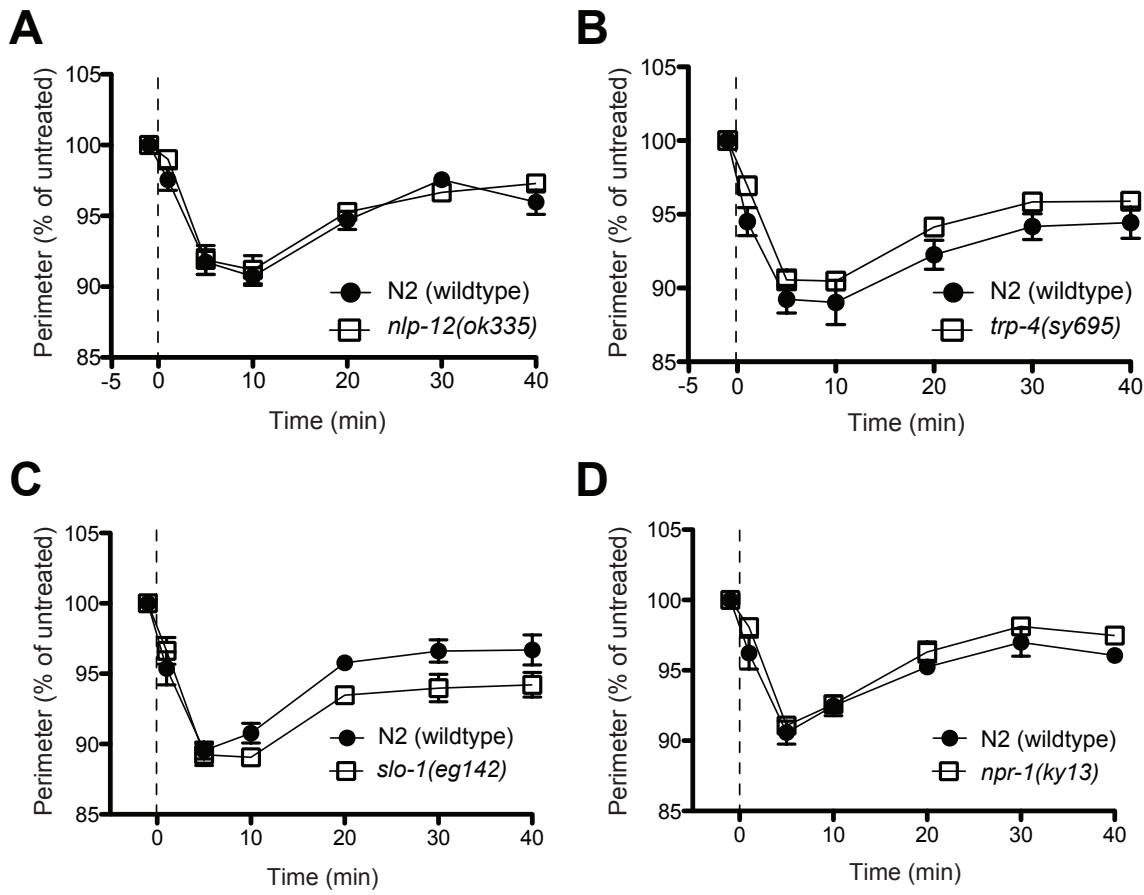 A
Perimeter (% of untreated)
105
100
95
90
85
-5
0
10
20
30
40
Time (min)
N2 (wildtype)
nlp-12(ok335)
B
Perimeter (% of untreated)
105
100
95
90
85
-5
0
10
20
30
40
Time (min)
N2 (wildtype)
trp-4(sy695)
C
Perimeter (% of untreated)
105
100
95
90
85
0
10
20
30
40
Time (min)
N2 (wildtype)
slo-1(eg142)
D
Perimeter (% of untreated)
105
100
95
90
85
0
10
20
30
40
Time (min)
N2 (wildtype)
npr-1(ky13)